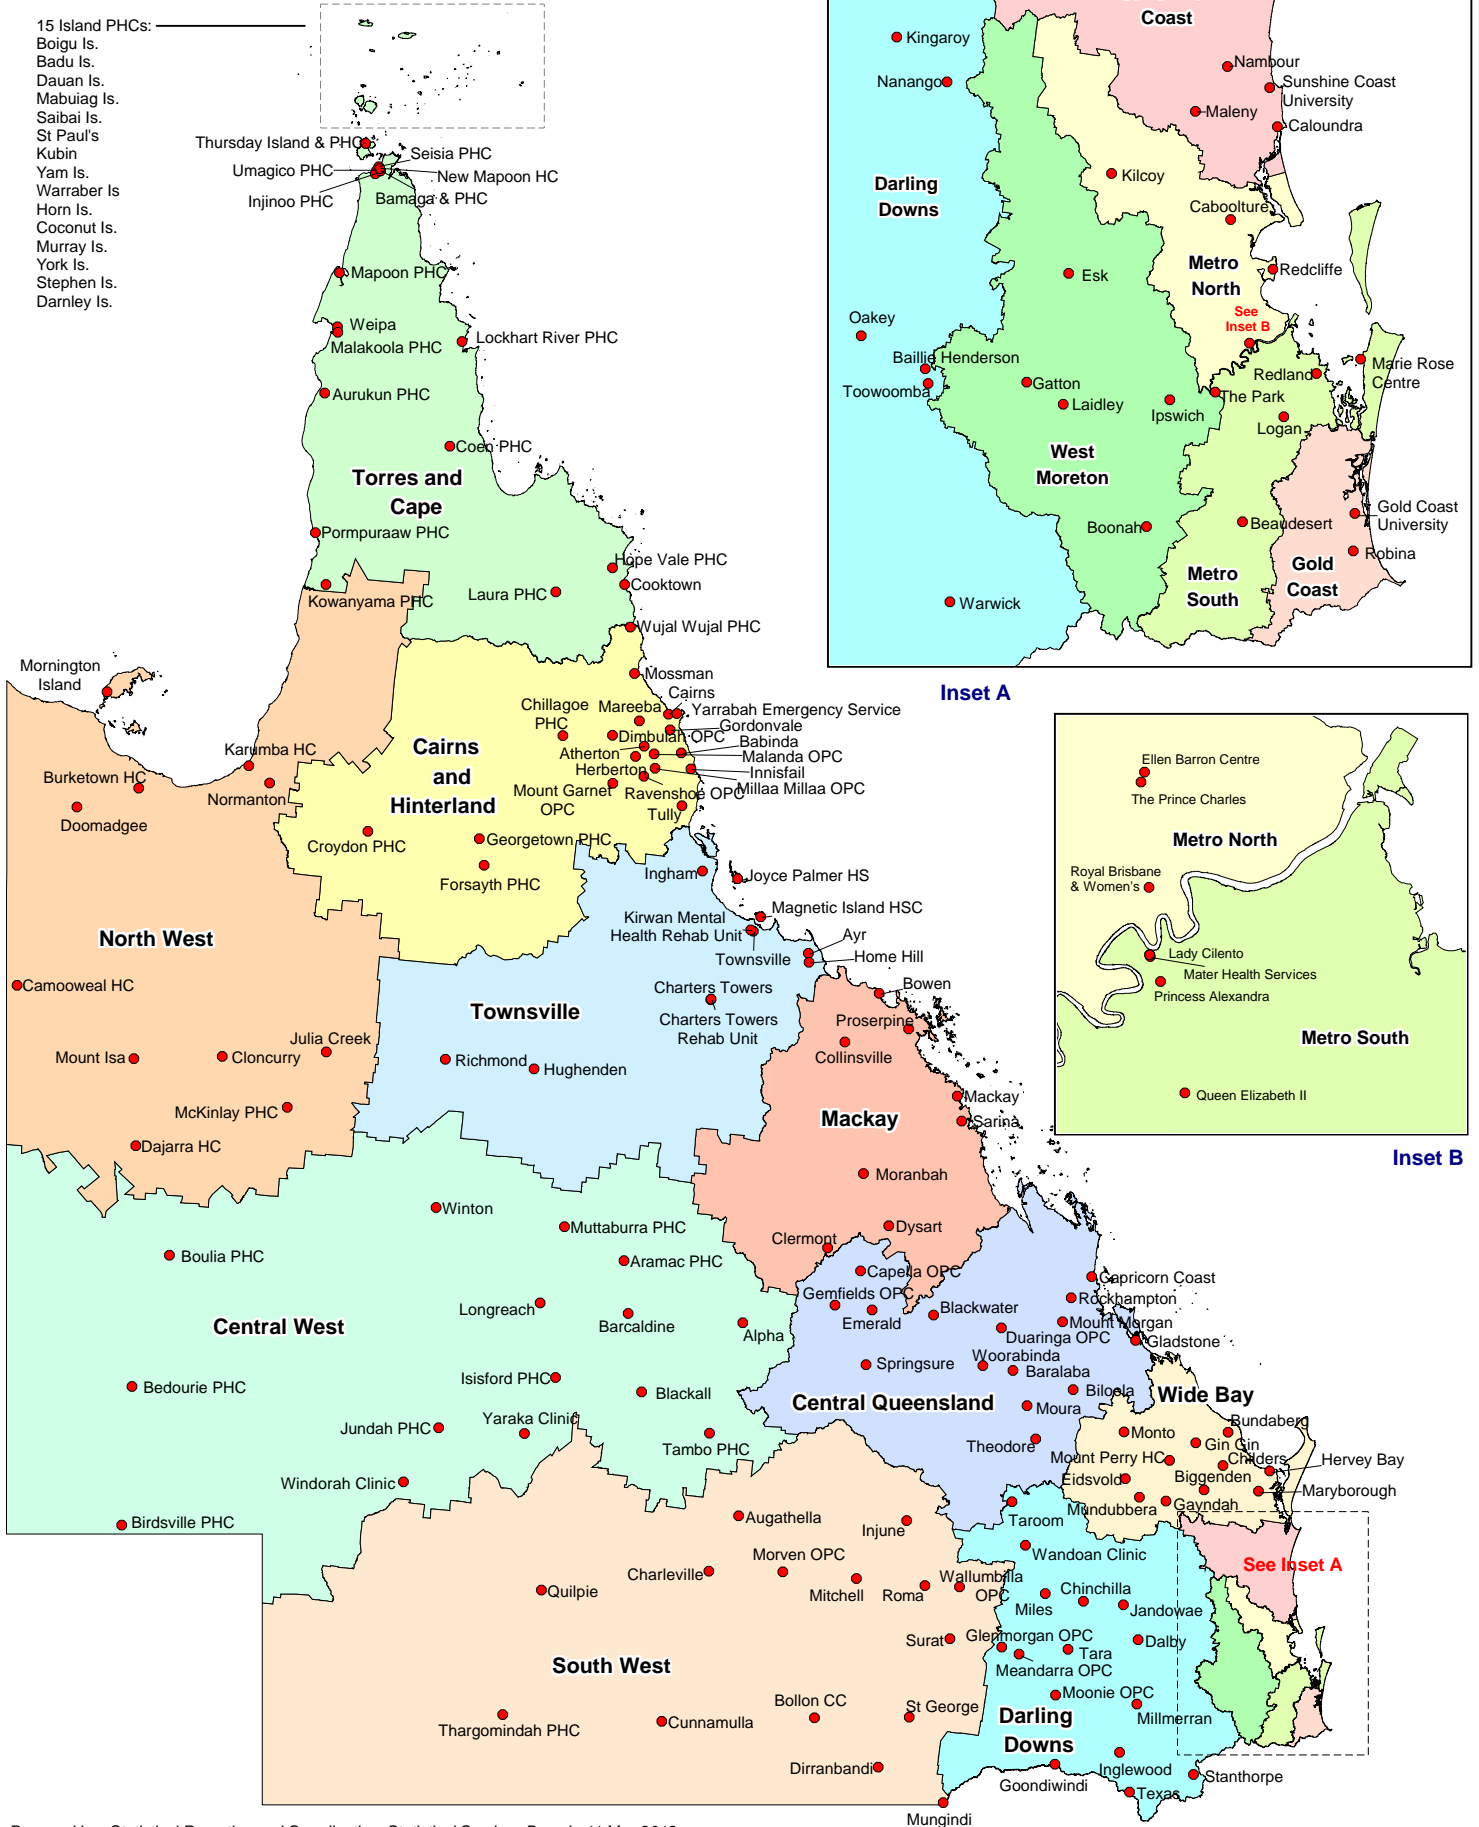 15 Island PHCs:
Boigu Is.
Badu Is.
Dauan Is.
Mabuiag Is.
Saibai Is.
St Paul's
Kubin
Yam Is.
Warraber Is
Horn Is.
Coconut Is.
Murray Is.
York Is.
Stephen Is.
Darnley Is.
Thursday Island & PHC
Umagico PHC
Injinoo PHC
Seisia PHC
New Mapoon HC
Bamaga & PHC
Mapoon PHC
Weipa
Malakoola PHC
Lockhart River PHC
Aurukun PHC
Coen PHC
Torres and
Cape
Pormpuraaw PHC
Kowanyama PHC
Laura PHC
Hope Vale PHC
Cooktown
Wujal Wujal PHC
Mornington
Island
Mossman
Cairns
Chillagoe
PHC
Mareeba
Yarrabah Emergency Service
Gordonvale
Dimbulah OPC
Babinda
Atherton
Malanda OPC
Herberton
Innisfail
Millaa Millaa OPC
Mount Garnet
OPC
Ravenshoe OPC
Tully
Cairns
and
Hinterland
Karumba HC
Burketown HC
Normanton
Doomadgee
Croydon PHC
Georgetown PHC
Forsayth PHC
Ingham
Joyce Palmer HS
Magnetic Island HSC
Kirwan Mental
Health Rehab Unit
Townsville
Ayr
Home Hill
North West
Camooweal HC
Charters Towers
Charters Towers
Rehab Unit
Townsville
Bowen
Proserpine
Collinsville
Julia Creek
Mount Isa
Cloncurry
Richmond
Hughenden
McKinlay PHC
Dajarra HC
Mackay
Mackay
Sarina
Moranbah
Dysart
Clermont
Winton
Muttaburra PHC
Boulia PHC
Aramac PHC
Longreach
Barcaldine
Alpha
Central West
Capella OPC
Gemfields OPC
Emerald
Blackwater
Capricorn Coast
Rockhampton
Mount Morgan
Duaringa OPC
Gladstone
Springsure
Woorabinda
Baralaba
Biloela
Central Queensland
Moura
Theodore
Bedourie PHC
Isisford PHC
Blackall
Jundah PHC
Yaraka Clinic
Tambo PHC
Windorah Clinic
Birdsville PHC
Wide Bay
Monto
Bundaberg
Gin Gin
Mount Perry HC
Childers
Hervey Bay
Eidsvold
Biggenden
Maryborough
Mundubbera
Gayndah
Augathella
Injune
Taroom
Wandoan Clinic
See Inset A
Charleville
Morven OPC
Mitchell
Roma
Wallumbilla
OPC
Quilpie
Miles
Chinchilla
Jandowae
Surat
Glenmorgan OPC
Tara
Dalby
Meandarra OPC
South West
Moonie OPC
Millmerran
Thargomindah PHC
Cunnamulla
Bollon CC
St George
Darling
Downs
Dirranbandi
Inglewood
Goondiwindi
Texas
Stanthorpe
Mungindi
Coast
Kingaroy
Nanango
Nambour
Sunshine Coast
University
Maleny
Caloundra
Darling
Downs
Kilcoy
Caboolture
Metro
North
Redcliffe
Esk
See
Inset B
Oakey
Baillie Henderson
Toowoomba
Gatton
Laidley
Ipswich
Redland
The Park
Logan
Marie Rose
Centre
West
Moreton
Boonah
Beaudesert
Gold Coast
University
Robina
Gold
Coast
Metro
South
Warwick
Inset A
Ellen Barron Centre
The Prince Charles
Metro North
Royal Brisbane
& Women's
Lady Cilento
Mater Health Services
Princess Alexandra
Metro South
Queen Elizabeth II
Inset B